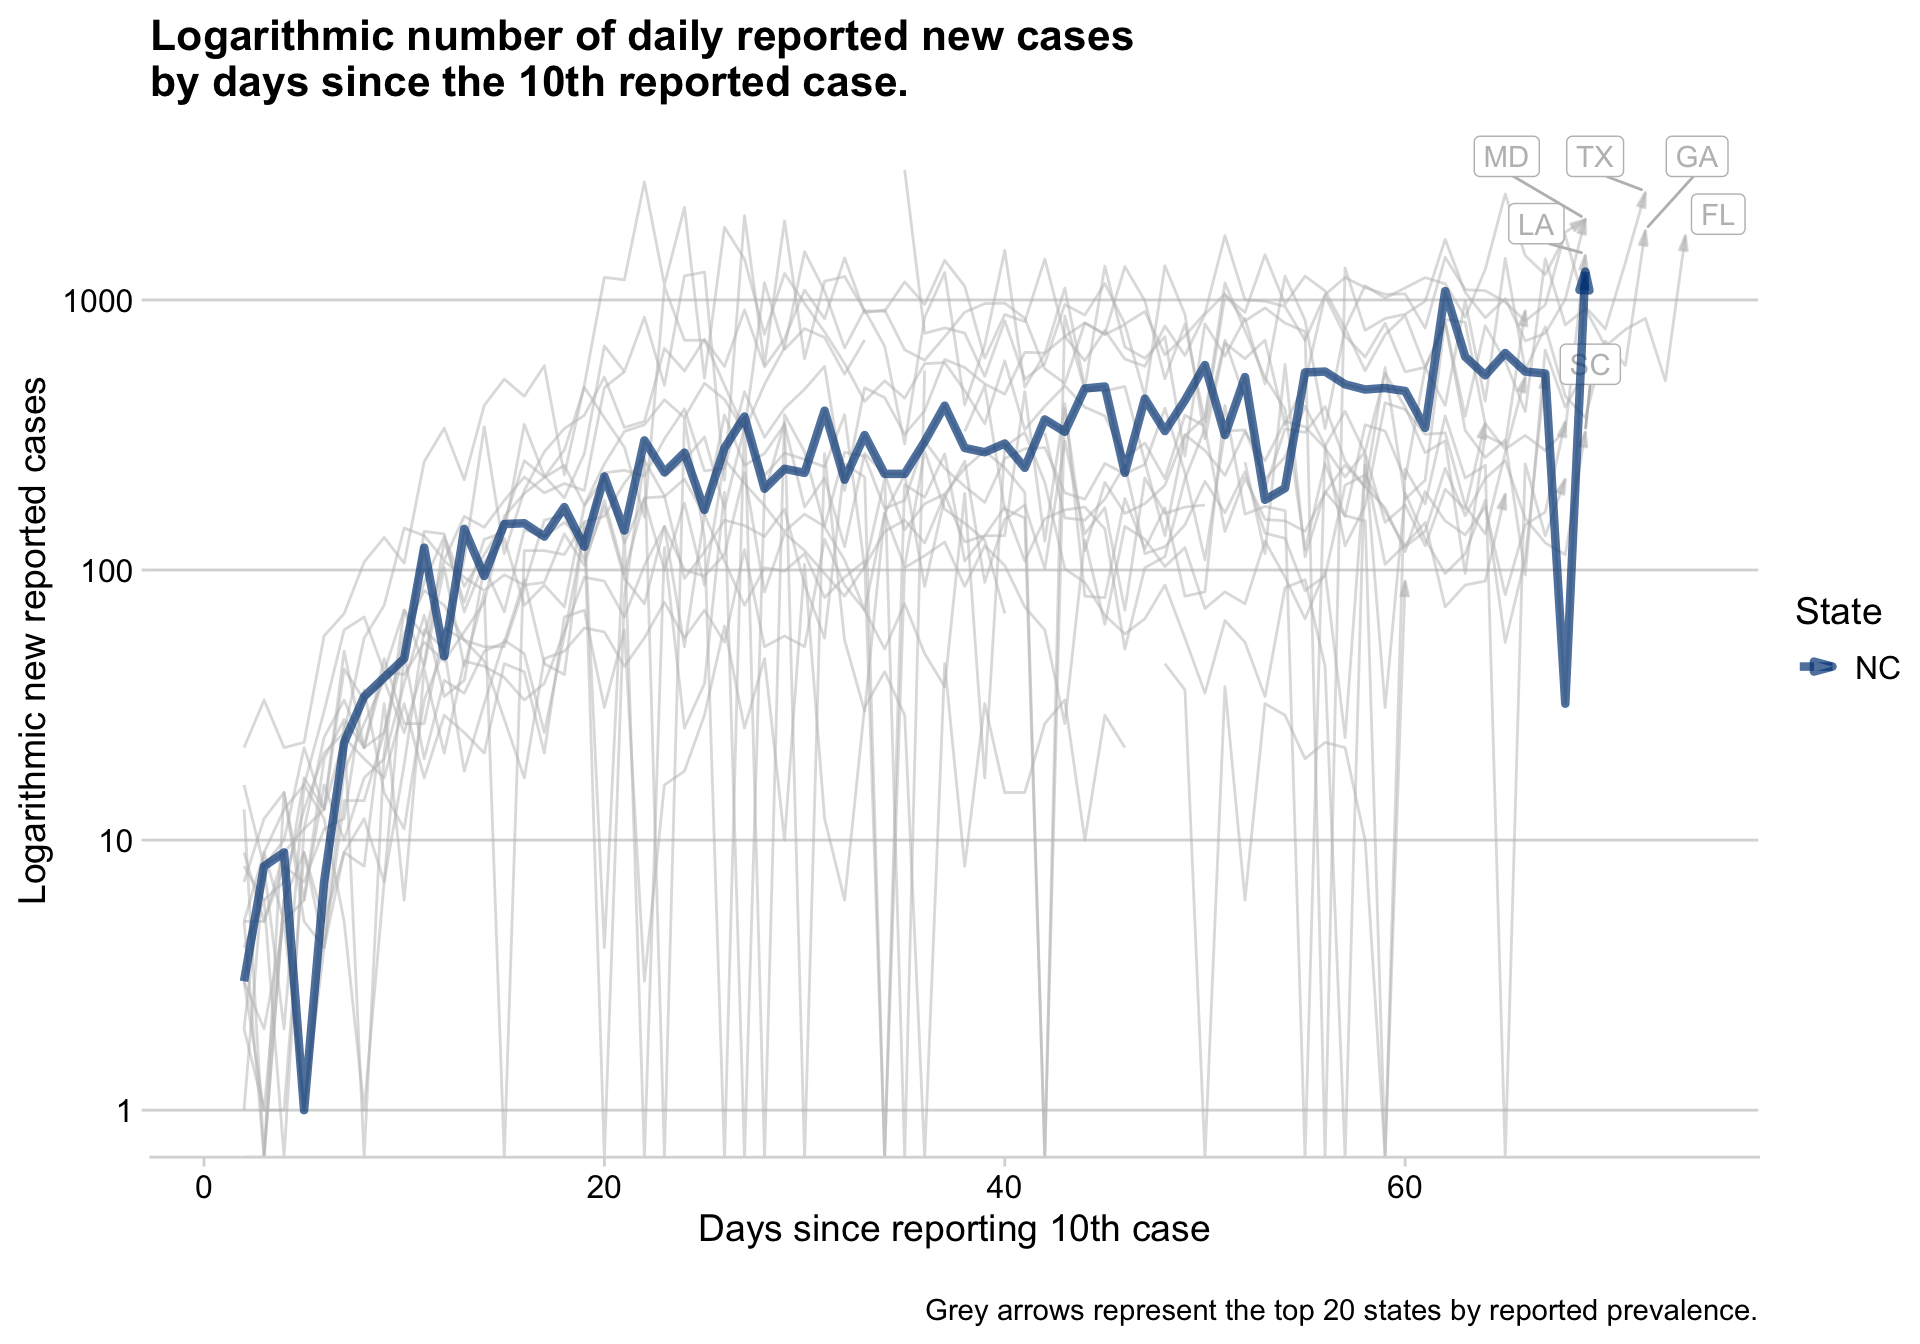 Logarithmic number of daily reported new cases
by days since the 10th reported case.
MD
TX
GA
LA
FL
SC
Logarithmic new reported cases
1000
100
10
1
0
20
40
60
Days since reporting 10th case
State
NC
Grey arrows represent the top 20 states by reported prevalence.